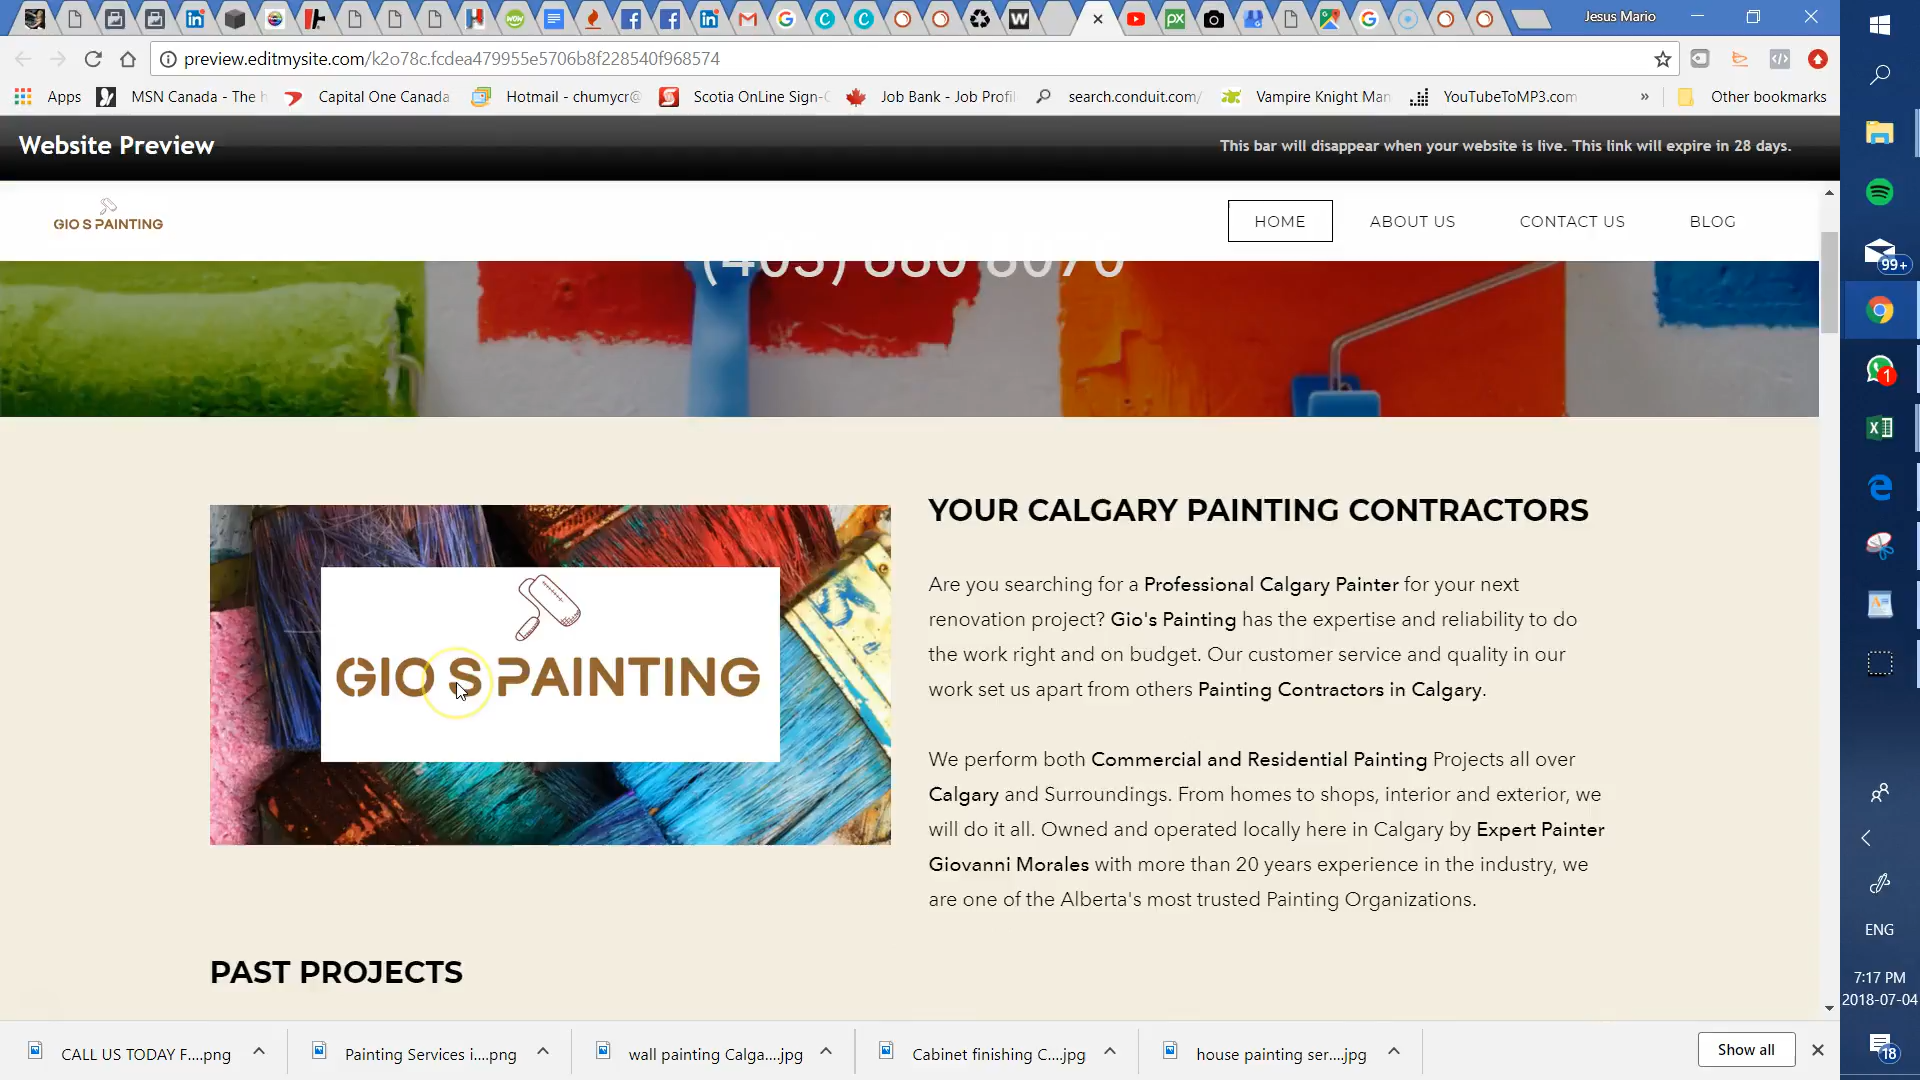 Jesus Mario
preview.editmysite.com/k2o78c.fcdea479955e5706b8f228540f968574
Apps
MSN Canada - The h
Capital One Canada
Hotmail - chumycr@
Scotia OnLine Sign-
Job Bank - Job Profi
search.conduit.com/
Vampire Knight Man
YouTubeToMP3.com
»
Other bookmarks
Website Preview
This bar will disappear when your website is live. This link will expire in 28 days.
GIO S PAINTING
HOME
ABOUT US
CONTACT US
BLOG
GIO S PAINTING
YOUR CALGARY PAINTING CONTRACTORS
Are you searching for a Professional Calgary Painter for your next
renovation project? Gio's Painting has the expertise and reliability to do
the work right and on budget. Our customer service and quality in our
work set us apart from others Painting Contractors in Calgary.
We perform both Commercial and Residential Painting Projects all over
Calgary and Surroundings. From homes to shops, interior and exterior, we
will do it all. Owned and operated locally here in Calgary by Expert Painter
Giovanni Morales with more than 20 years experience in the industry, we
are one of the Alberta's most trusted Painting Organizations.
PAST PROJECTS
CALL US TODAY F....png
Painting Services i....png
wall painting Calga....jpg
Cabinet finishing C....jpg
house painting ser....jpg
Show all
99+
1
ENG
7:17 PM
2018-07-04
18